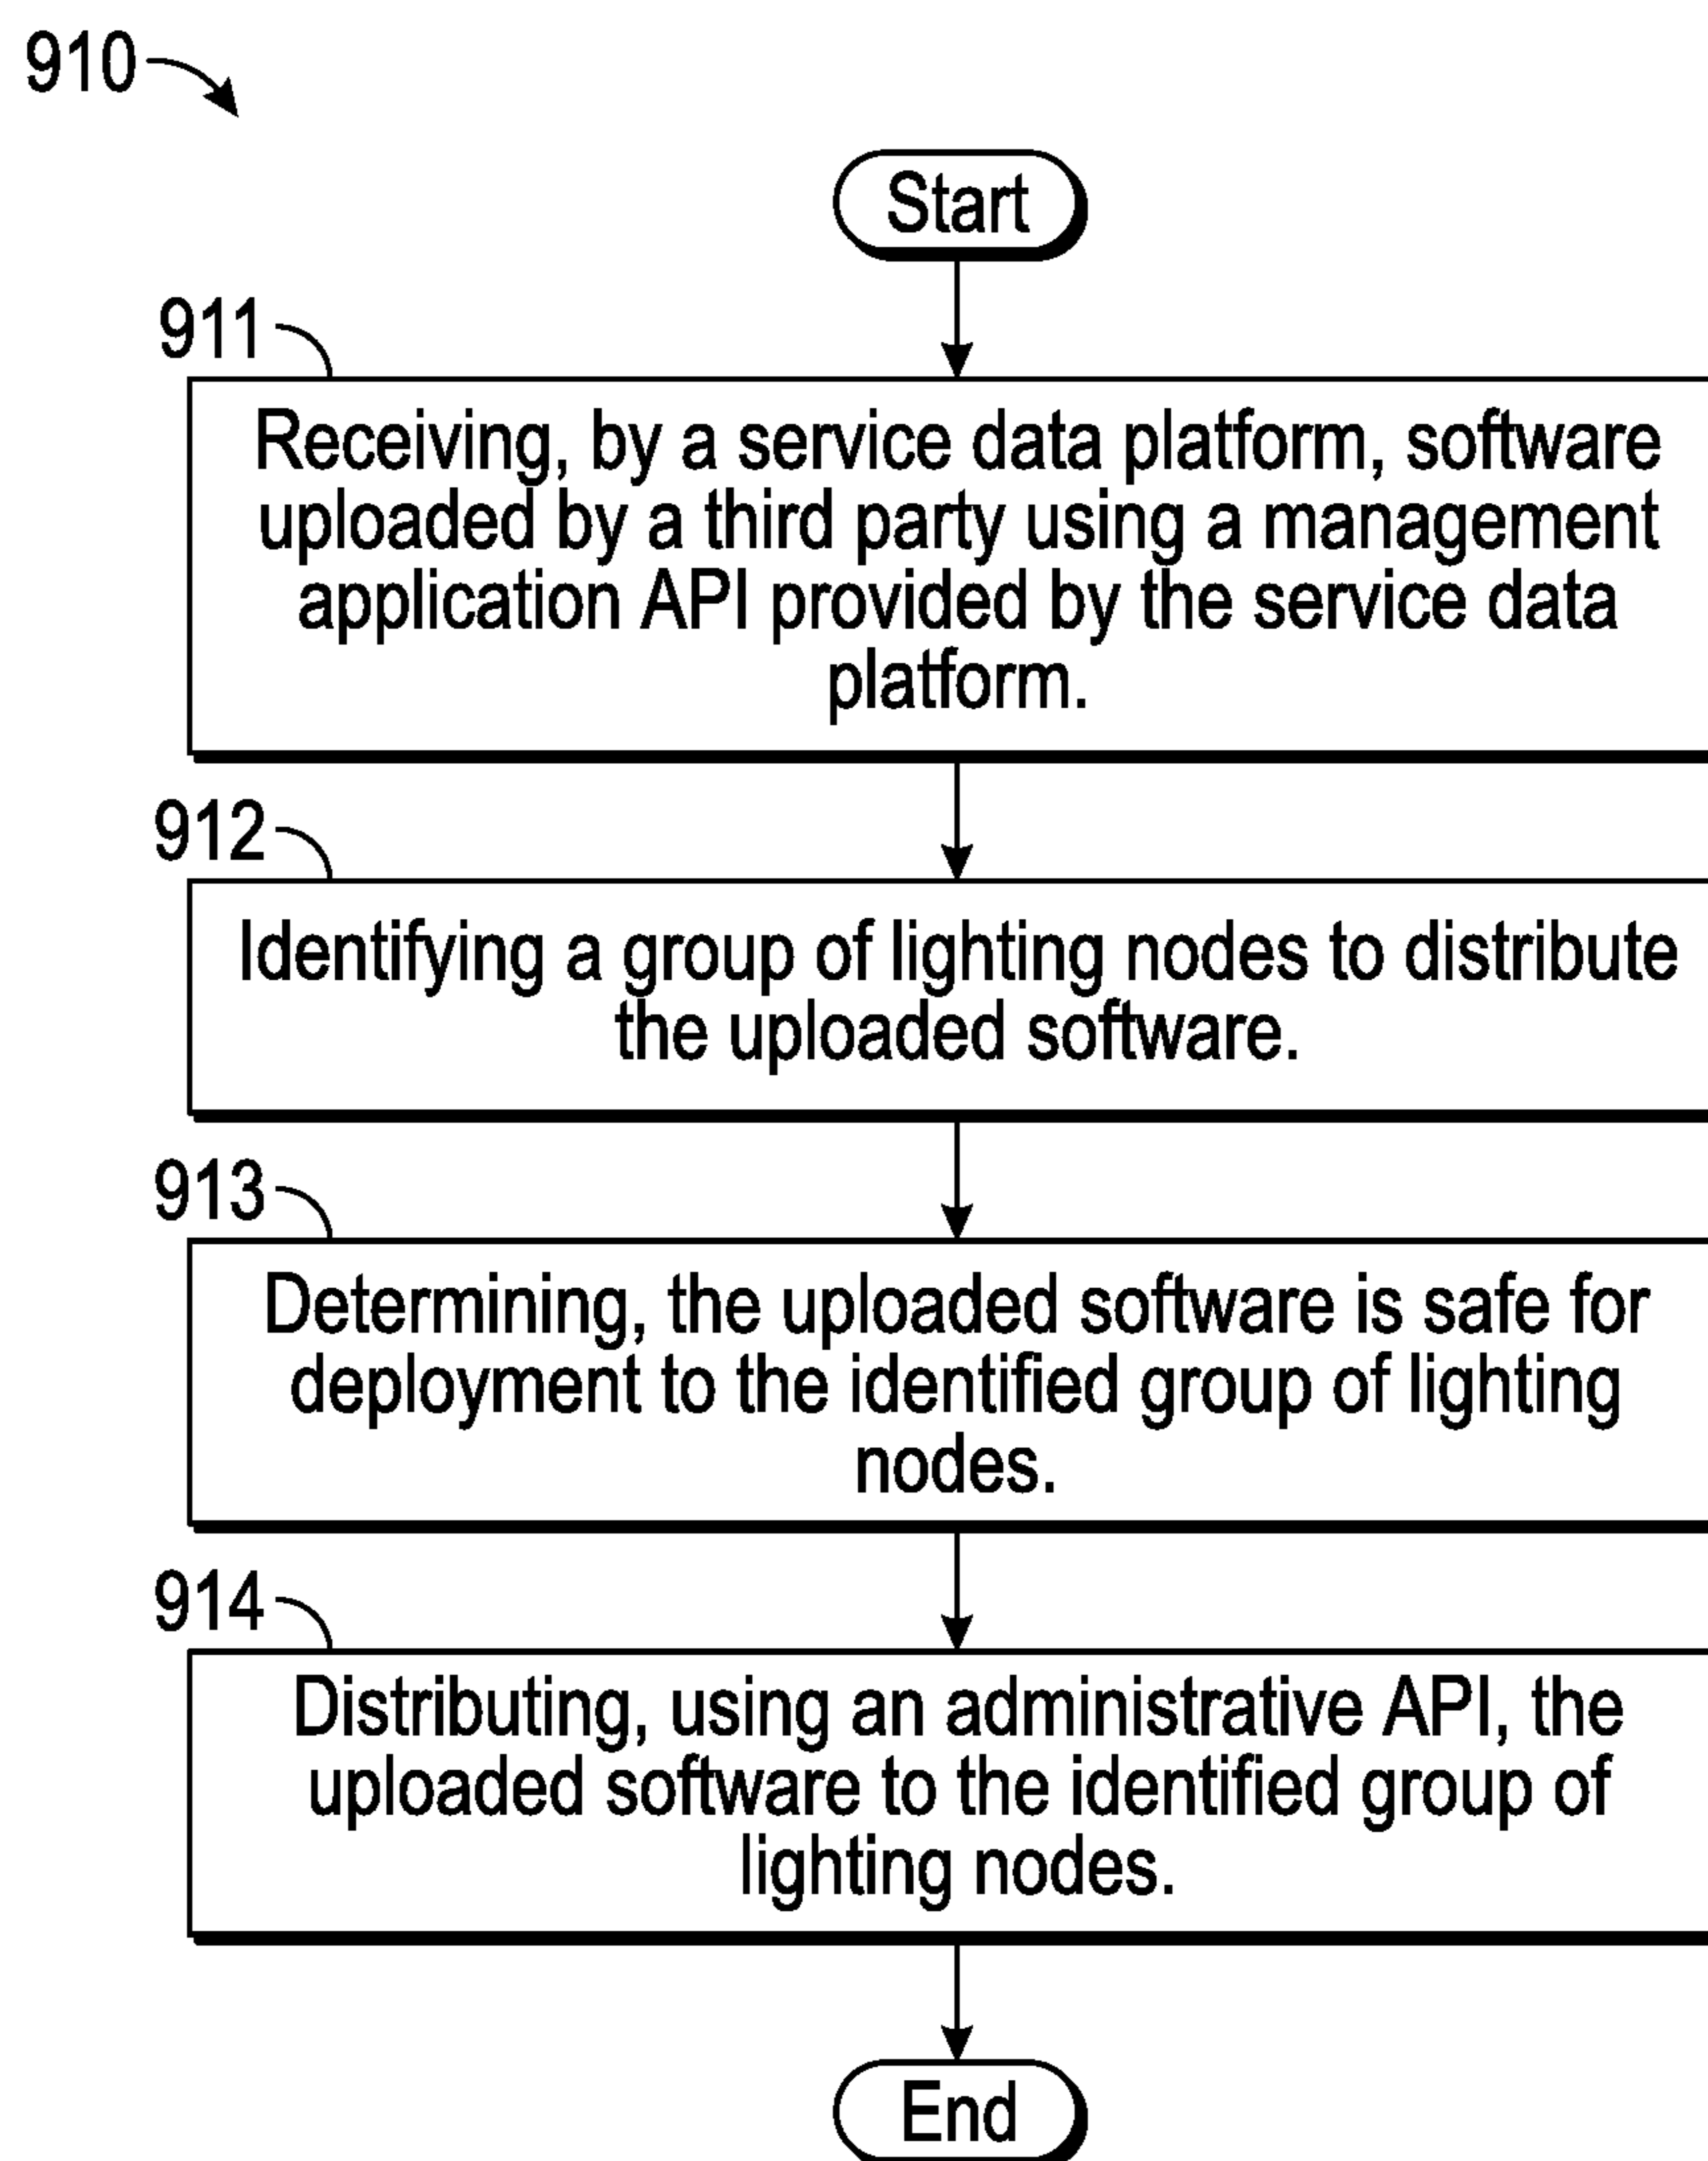 910
Start
911
Receiving, by a service data platform, software
uploaded by a third party using a management
application API provided by the service data
platform.
912
Identifying a group of lighting nodes to distribute
the uploaded software.
913
Determining, the uploaded software is safe for
deployment to the identified group of lighting
nodes.
914
Distributing, using an administrative API, the
uploaded software to the identified group of
lighting nodes.
End